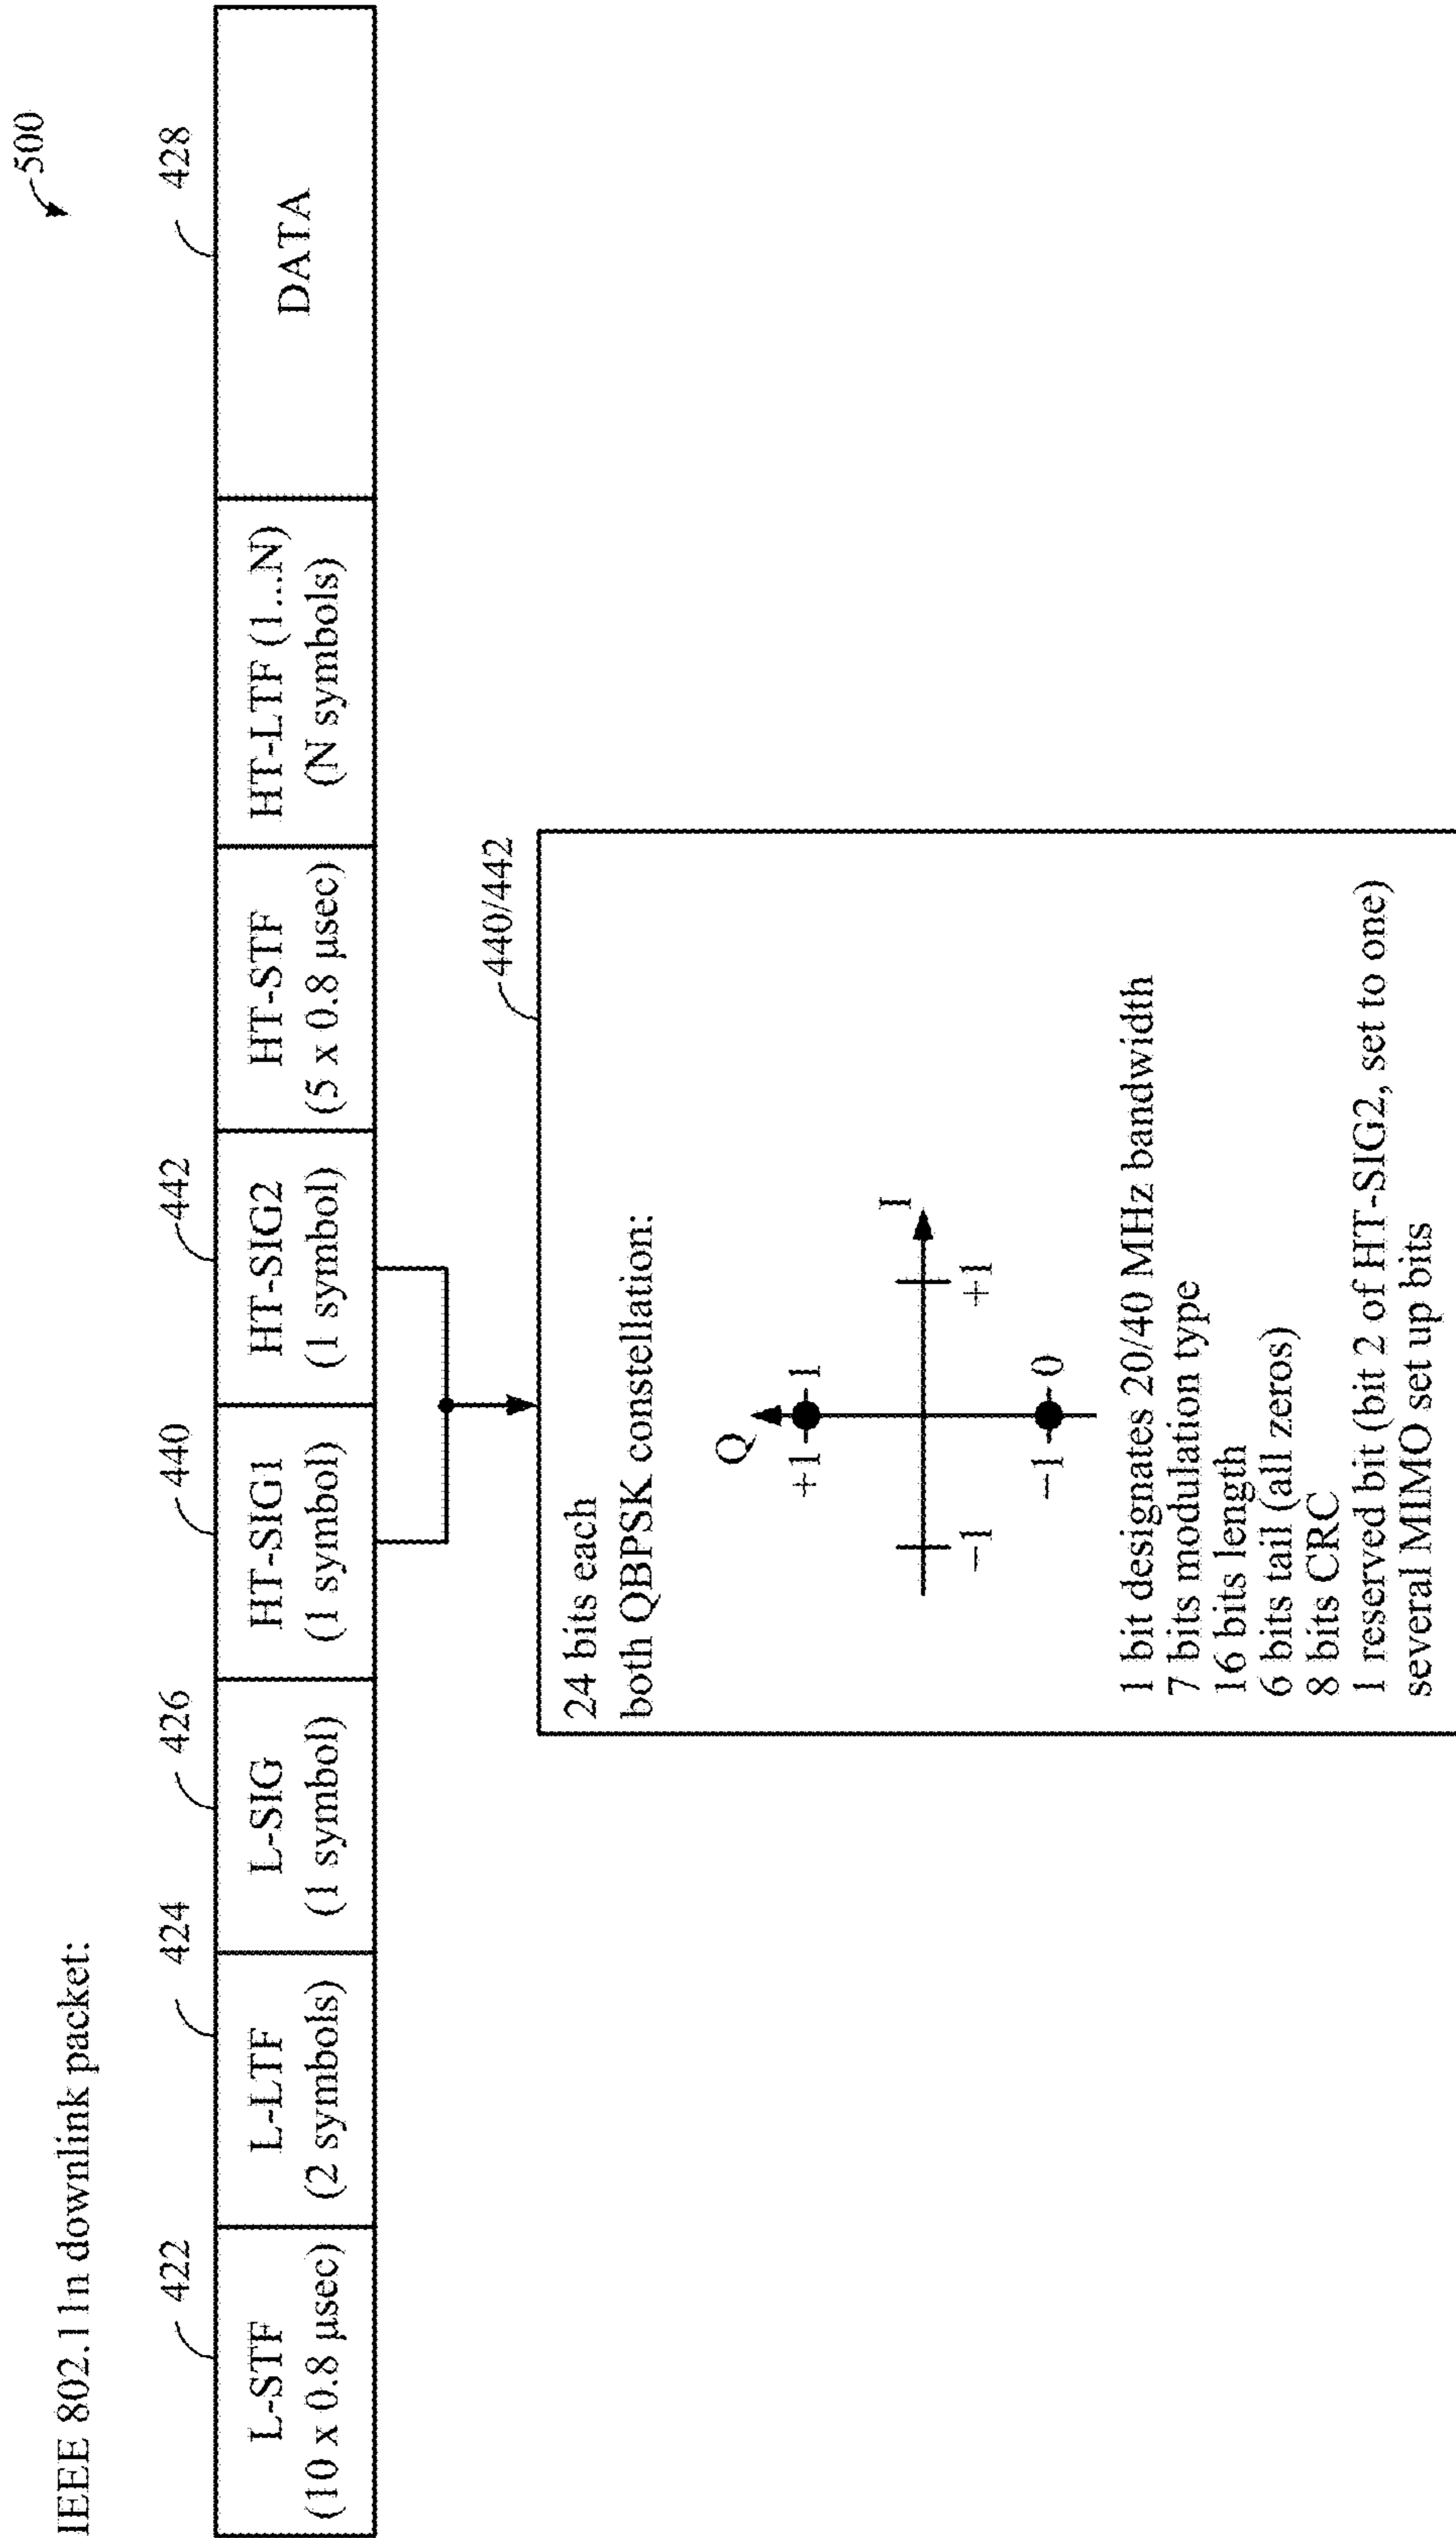 IEEE 802.11n downlink packet:
500
422
424
426
440
442
428
L-STF
(10 x 0.8 µsec)
L-LTF
(2 symbols)
L-SIG
(1 symbol)
HT-SIG1
(1 symbol)
HT-SIG2
(1 symbol)
HT-STF
(5 x 0.8 µsec)
HT-LTF (1...N)
(N symbols)
DATA
440/442
24 bits each
both QBPSK constellation:
Q
+1
1
I
−1
+1
−1
0
1 bit designates 20/40 MHz bandwidth
7 bits modulation type
16 bits length
6 bits tail (all zeros)
8 bits CRC
1 reserved bit (bit 2 of HT-SIG2, set to one)
several MIMO set up bits